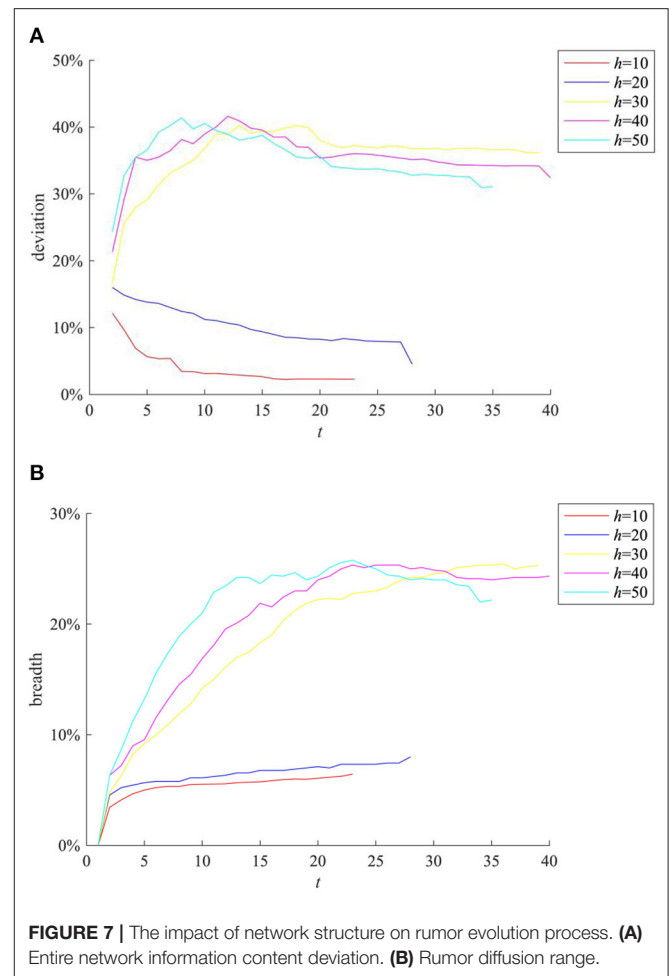 A
50%
40%
30%
20%
10%
0%
deviation
0 5 10 15 20 25 30 35 40
t
h=10
h=20
h=30
h=40
h=50
B
30%
20%
10%
0%
breadth
0 5 10 15 20 25 30 35 40
t
h=10
h=20
h=30
h=40
h=50
FIGURE 7 | The impact of network structure on rumor evolution process. (A)
Entire network information content deviation. (B) Rumor diffusion range.